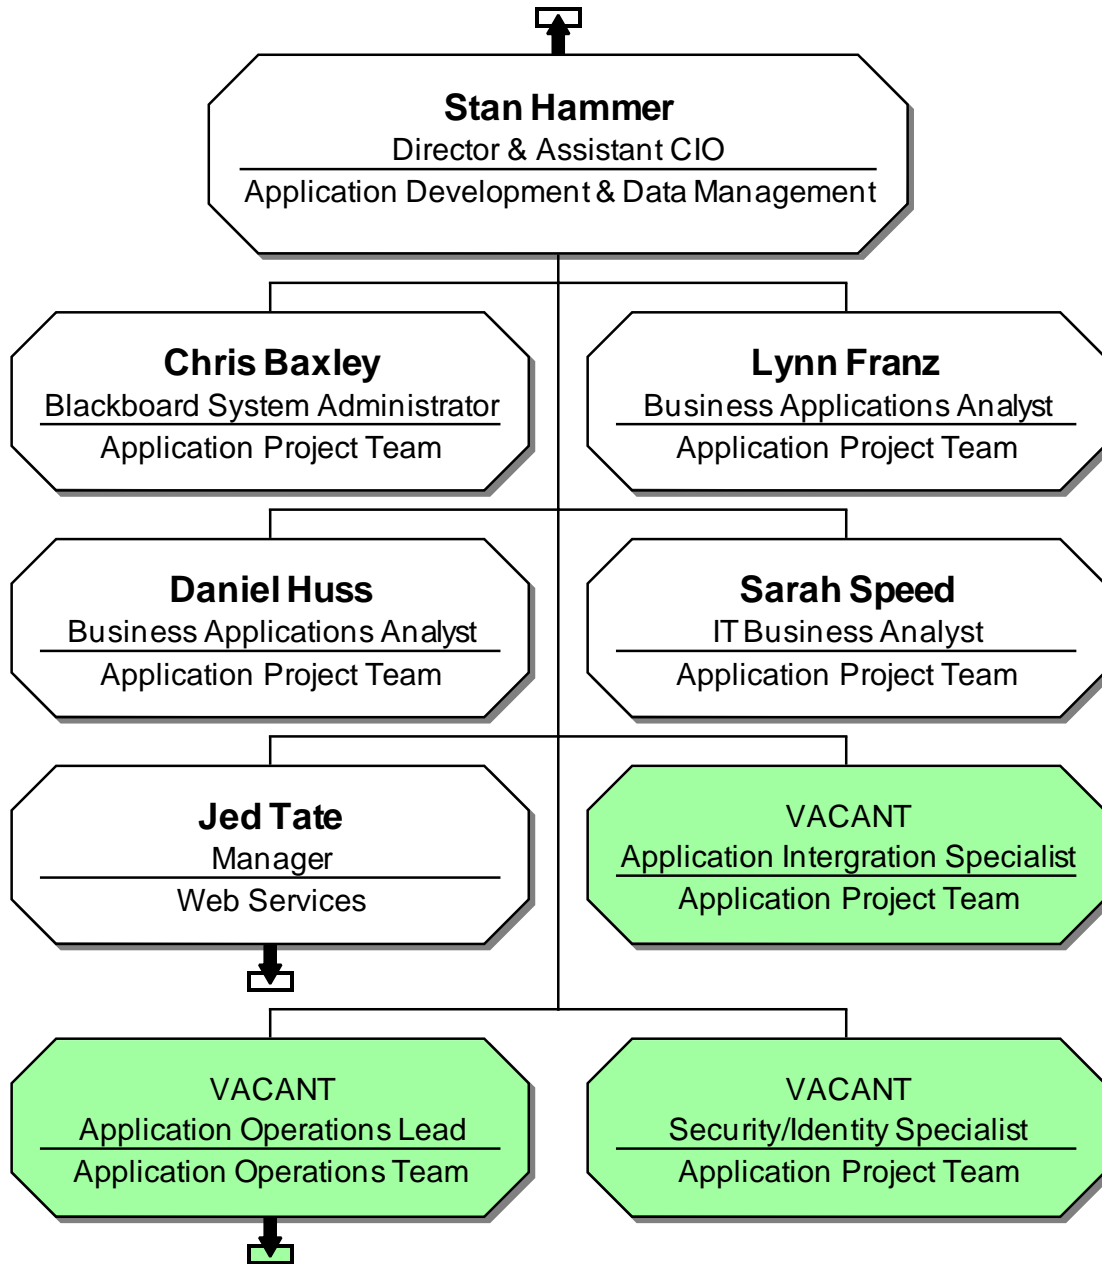 Stan Hammer
Director & Assistant CIO
Application Development & Data Management
Chris Baxley
Blackboard System Administrator
Application Project Team
Lynn Franz
Business Applications Analyst
Application Project Team
Daniel Huss
Business Applications Analyst
Application Project Team
Sarah Speed
IT Business Analyst
Application Project Team
Jed Tate
Manager
Web Services
VACANT
Application Intergration Specialist
Application Project Team
VACANT
Application Operations Lead
Application Operations Team
VACANT
Security/Identity Specialist
Application Project Team